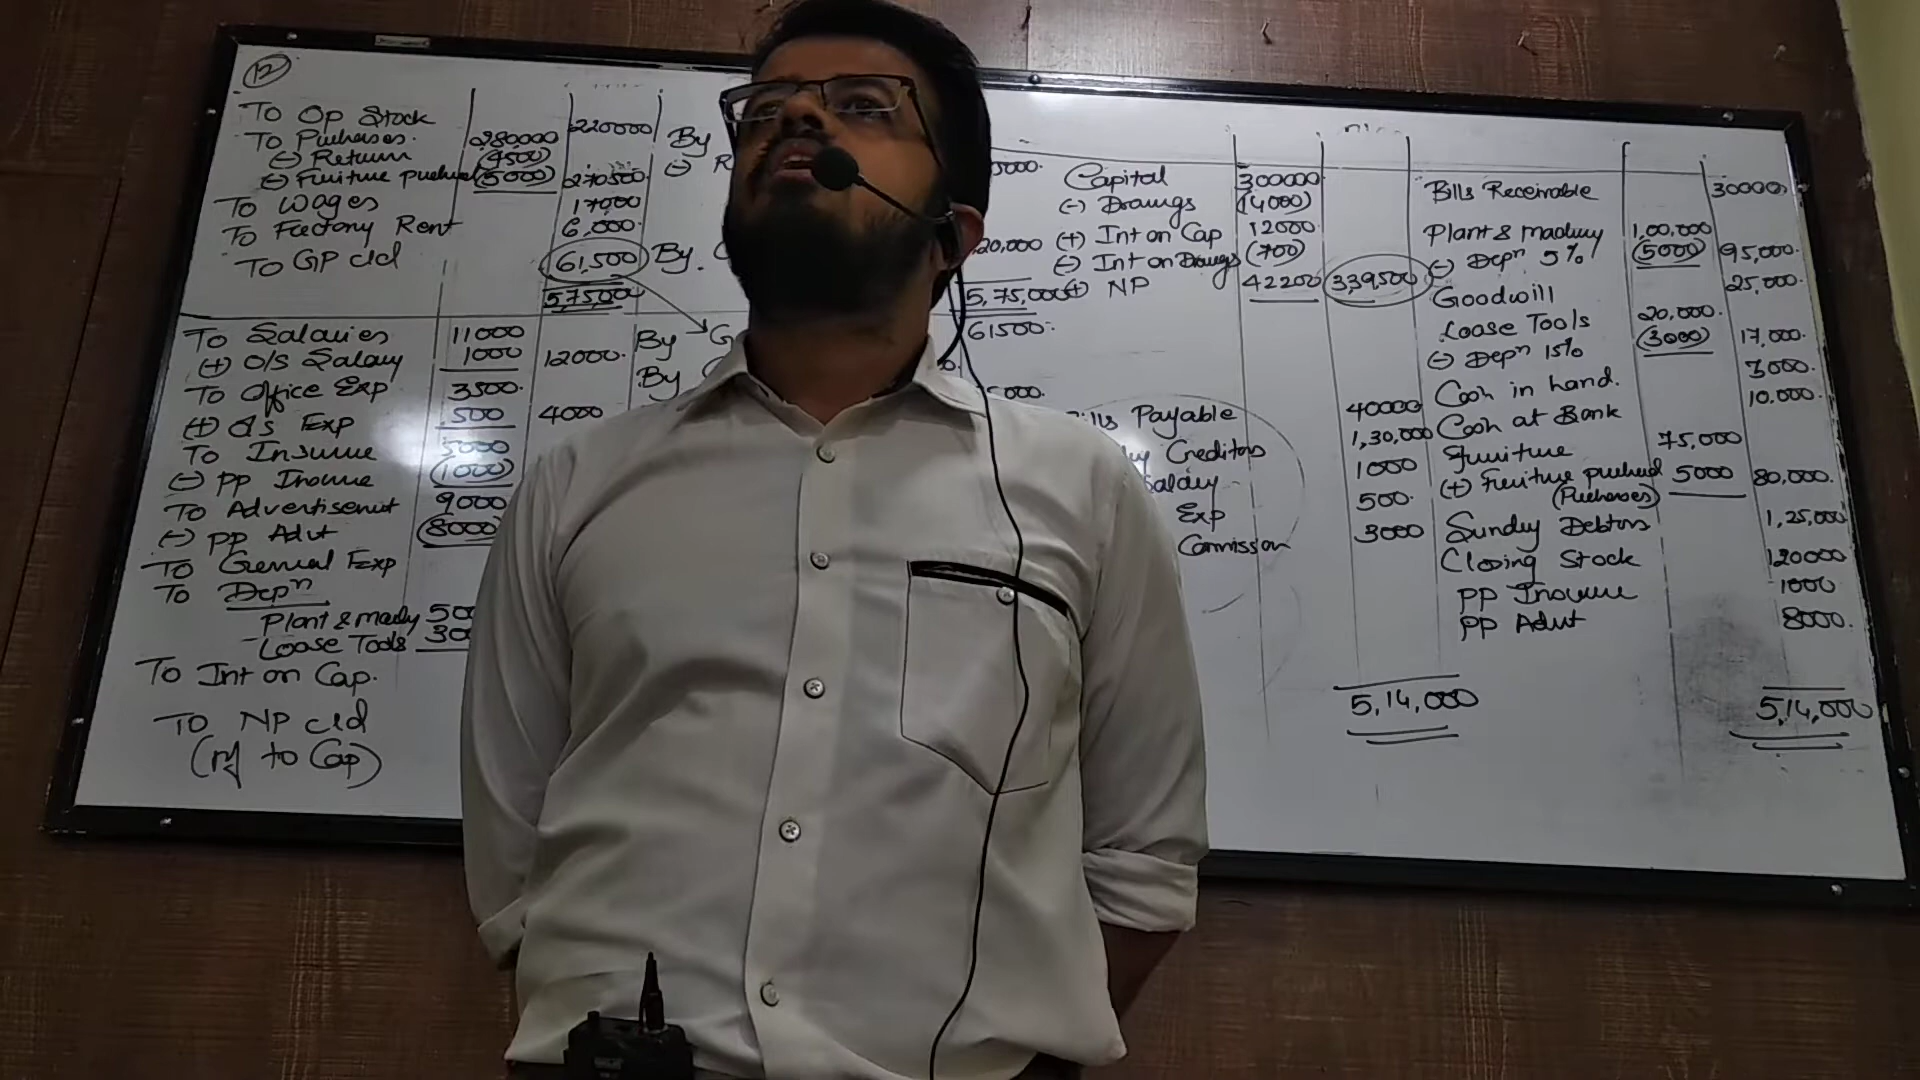 12
To Op Stock 220000
To Purchases. 280000
(-) Return (4500)
(-) Furniture purchased (5000) 270500
To Wages 17000
To Factory Rent 6,000
To GP c/d 61,500
575000
To Salaries 11000
(+) O/S Salary 1000 12000
To Office Exp 3500
(+) O/S Exp 500 4000
To Insurance 5000
(-) PP Insurance (1000)
To Advertisement 9000
(-) PP Advt (8000)
To General Exp
To Depn
Plant & machy
Loose Tools
To Int on Cap.
To NP c/d
(trf to Cap)
By
(-) R
By
20,000
5,75,000
By G 61500
By
Capital 300000
(-) Drawgs (14000)
(+) Int on Cap 12000
(-) Int on Drawgs (700)
(+) NP 42200 339500
Bills Payable 40000
Creditors 1,30,000
Salary 1000
Exp 500
Commission 3000
5,14,000
Bills Receivable 30000
Plant & machinery 1,00,000
(-) Depn 5% (5000) 95,000
Goodwill 25,000
Loose Tools 20,000
(-) Depn 15% (3000) 17,000
Cash in hand. 3000
Cash at Bank 10,000
Furniture 75,000
(+) Furniture purchased 5000 80,000
(Purchases)
Sundry Debtors 1,25,000
Closing Stock 120000
PP Insurance 1000
PP Advt 8000
5,14,000